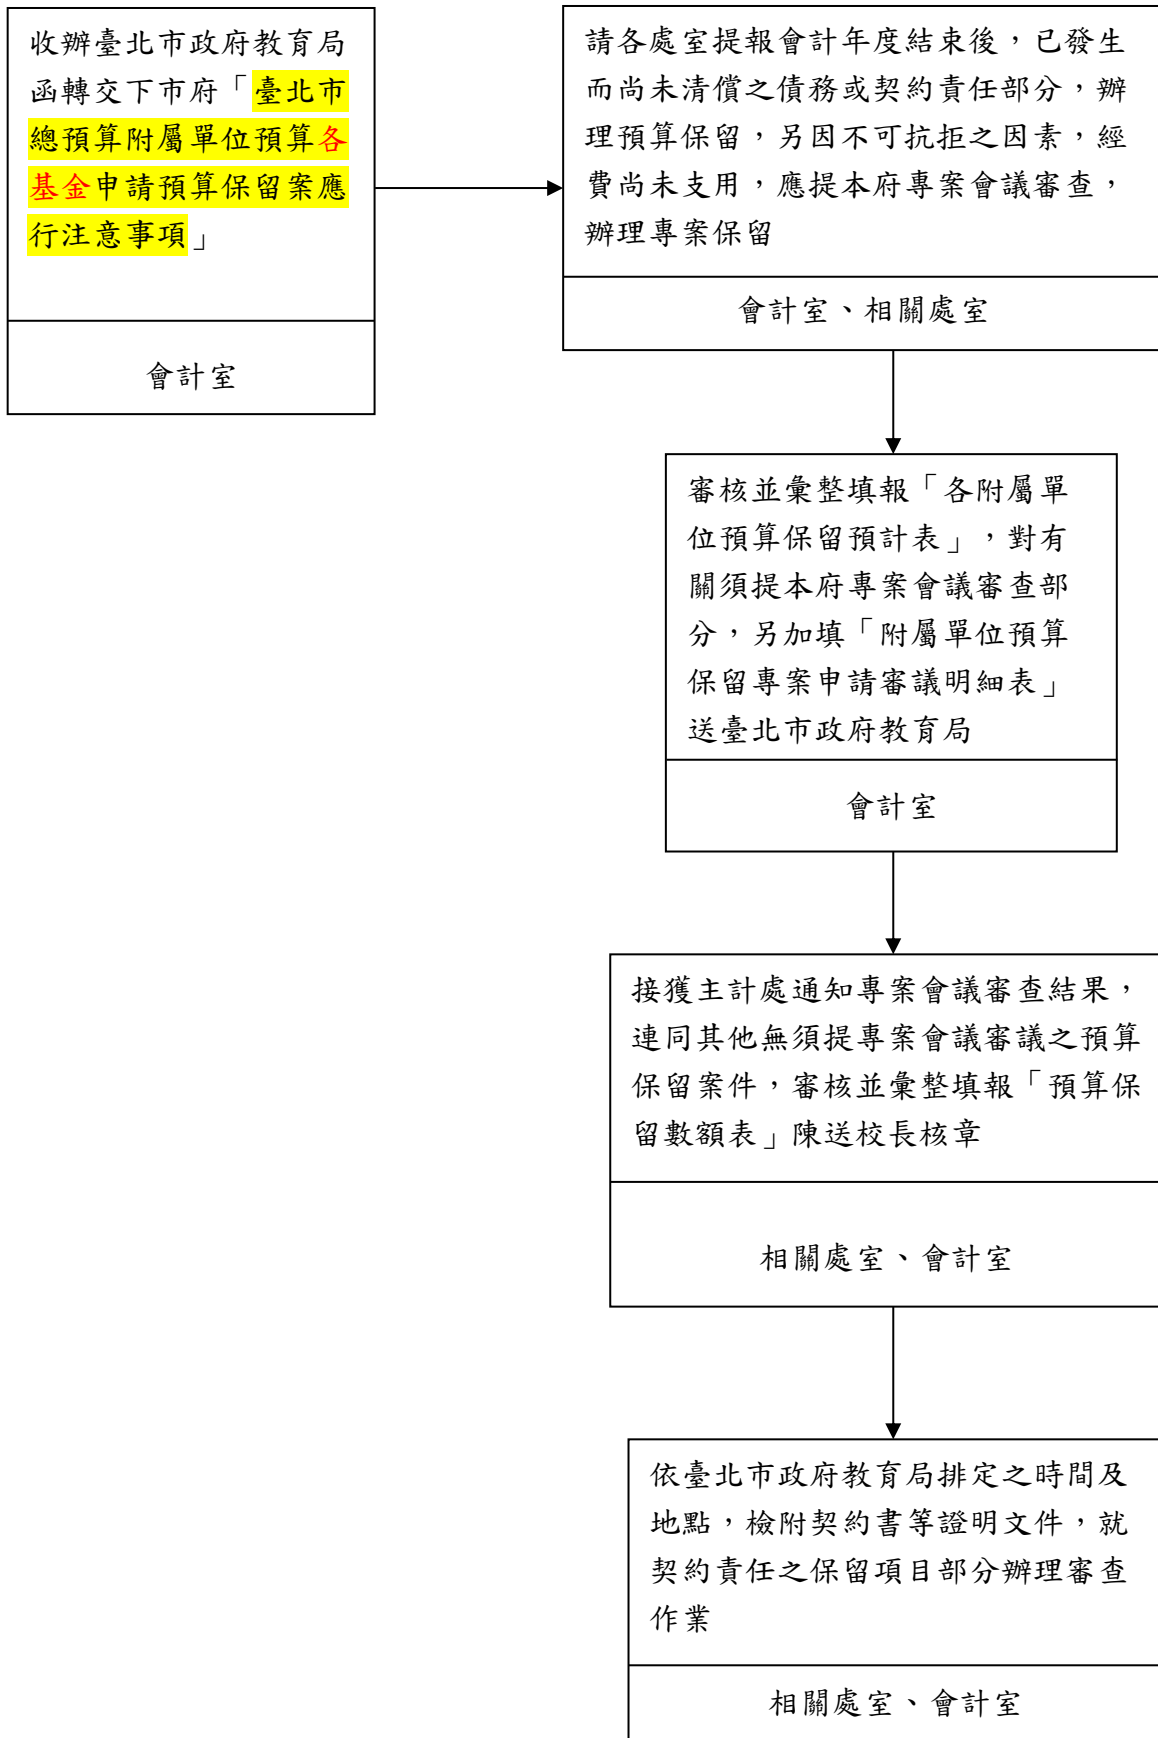 收辦臺北市政府教育局
函轉交下市府「臺北市
總預算附屬單位預算各
基金申請預算保留案應
行注意事項」
會計室
請各處室提報會計年度結束後，已發生
而尚未清償之債務或契約責任部分，辦
理預算保留，另因不可抗拒之因素，經
費尚未支用，應提本府專案會議審查，
辦理專案保留
會計室、相關處室
審核並彙整填報「各附屬單
位預算保留預計表」，對有
關須提本府專案會議審查部
分，另加填「附屬單位預算
保留專案申請審議明細表」
送臺北市政府教育局
會計室
接獲主計處通知專案會議審查結果，
連同其他無須提專案會議審議之預算
保留案件，審核並彙整填報「預算保
留數額表」陳送校長核章
相關處室、會計室
依臺北市政府教育局排定之時間及
地點，檢附契約書等證明文件，就
契約責任之保留項目部分辦理審查
作業
相關處室、會計室